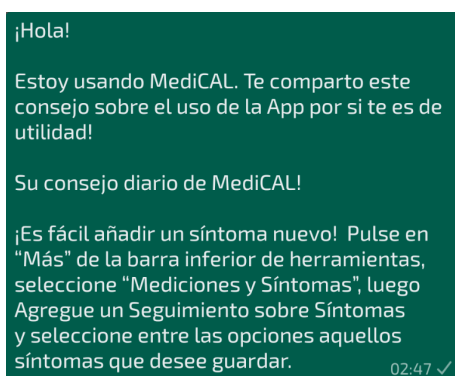 ¡Hola!
Estoy usando MediCAL. Te comparto este
consejo sobre el uso de la App por si te es de
utilidad!
Su consejo diario de MediCAL!
¡Es fácil añadir un síntoma nuevo!  Pulse en
“Más” de la barra inferior de herramientas,
seleccione “Mediciones y Síntomas”, luego
Agregue un Seguimiento sobre Síntomas
y seleccione entre las opciones aquellos
síntomas que desee guardar.
02:47 ✓